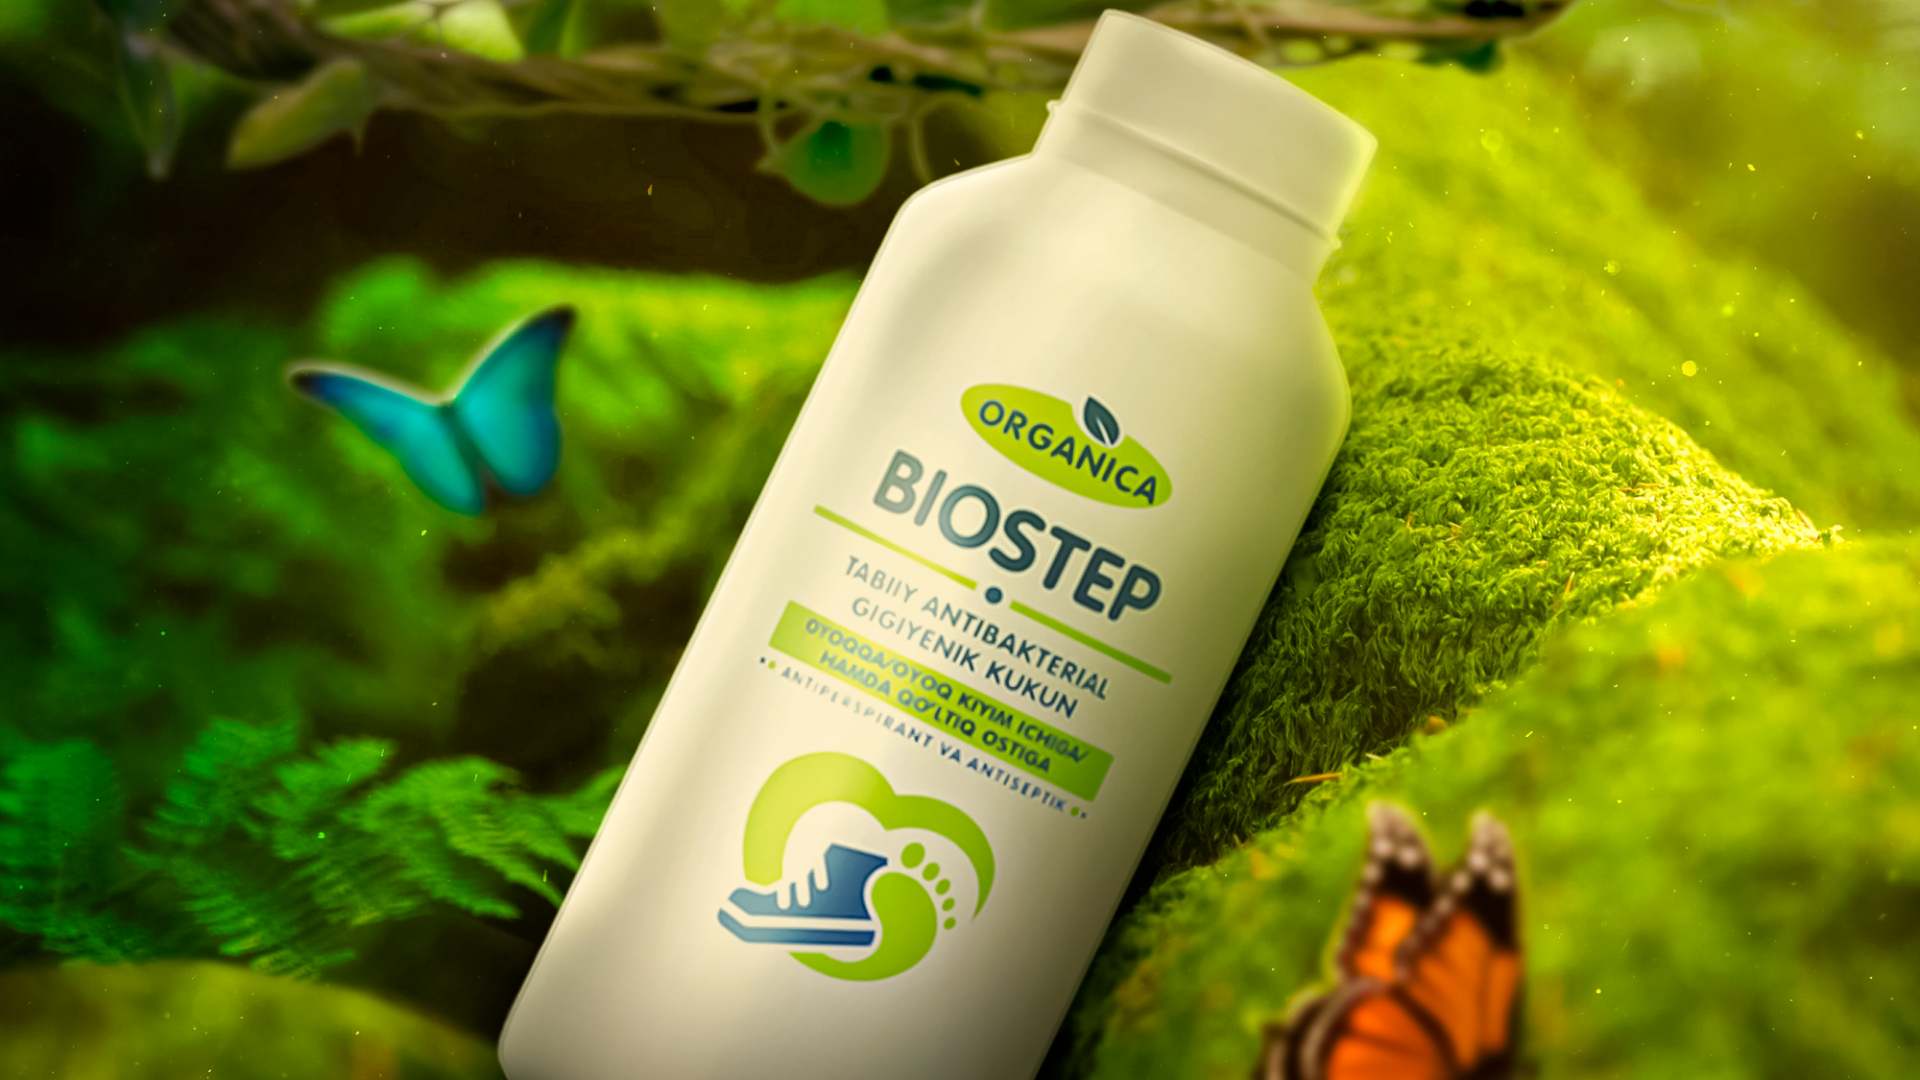 ORGANICA
BIOSTEP
TABIIY ANTIBAKTERIAL
GIGIYENIK KUKUN
OYOQQA/OYOQ KIYIM ICHIGA/
HAMDA QO'LTIQ OSTIGA
ANTIPERSPIRANT VA ANTISEPTIK